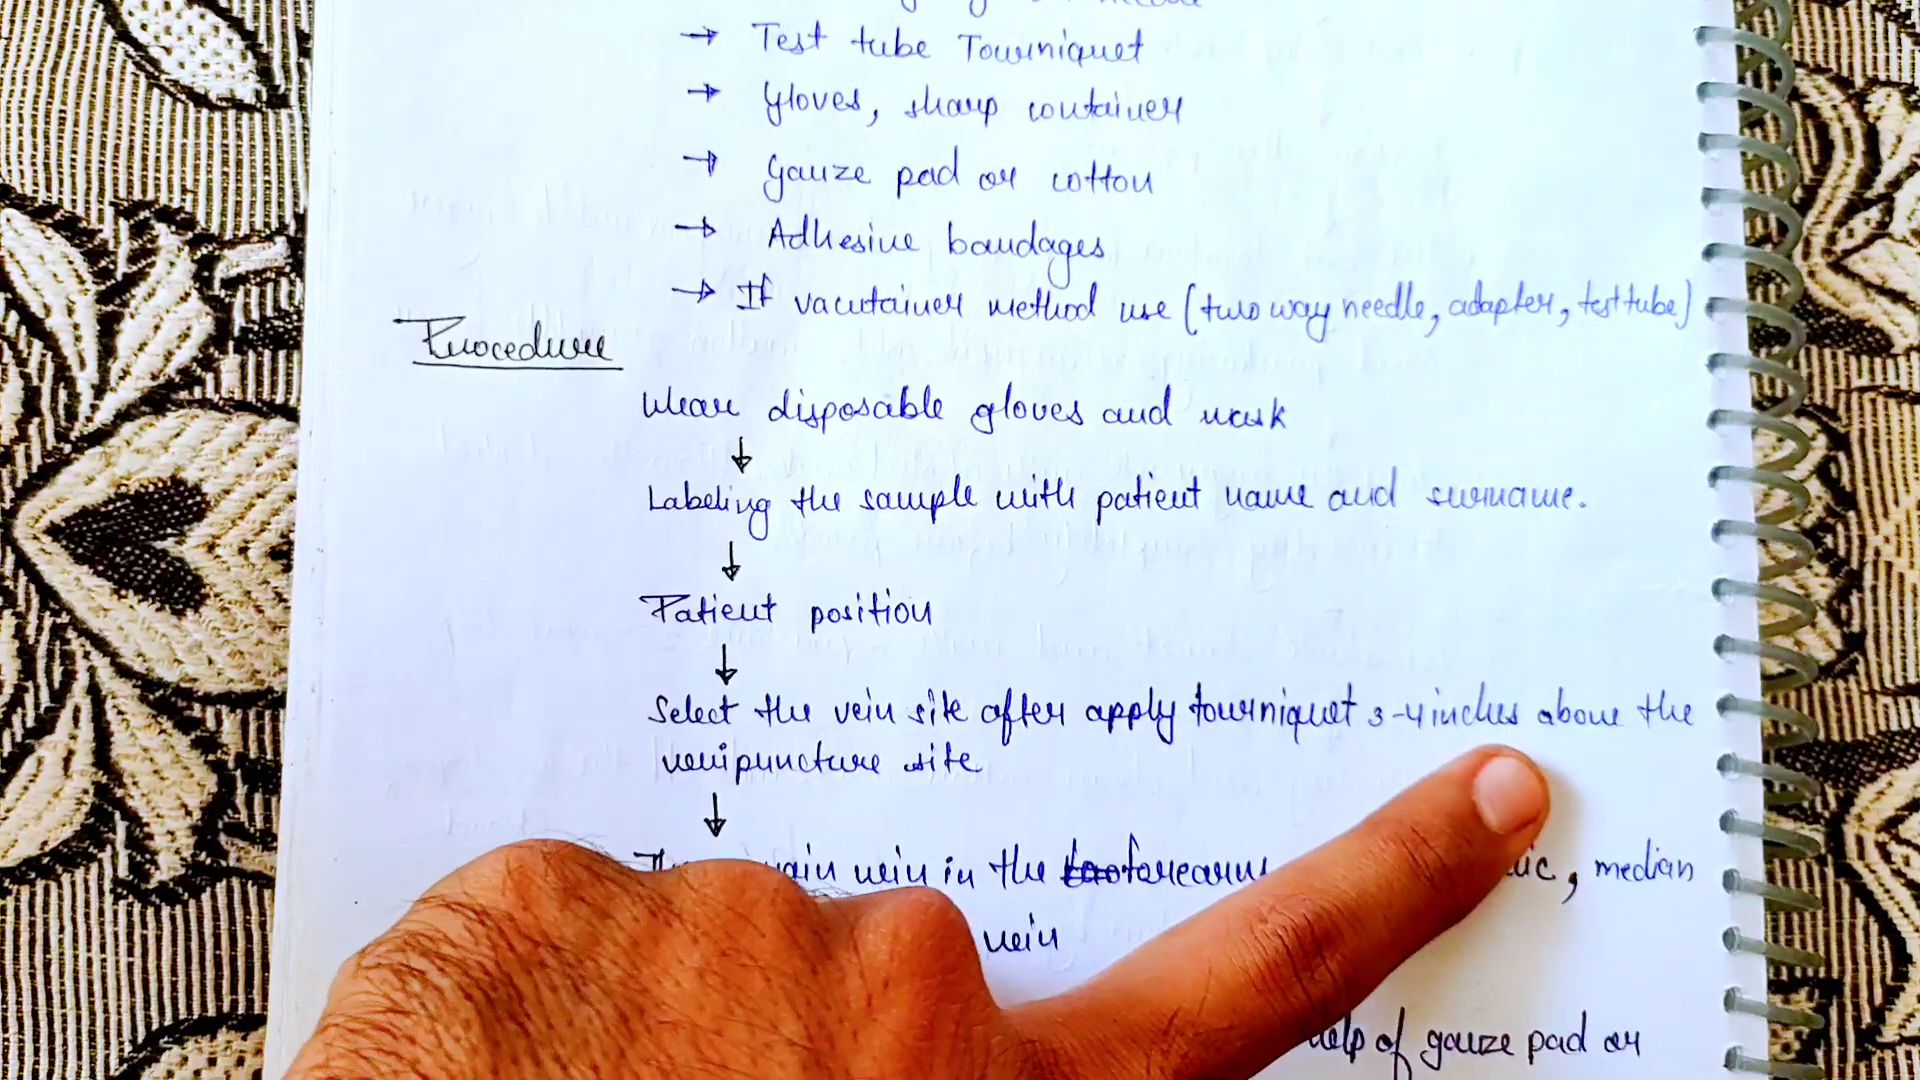 → Test tube Tourniquet
→ Gloves, sharp container
→ Gauze pad or cotton
→ Adhesive bandages
→ If vacutainer method use (two way needle, adapter, test tube)
Procedure
Wear disposable gloves and mask
↓
Labeling the sample with patient name and surname.
↓
Patient position
↓
Select the vein site after apply tourniquet 3-4 inches above the
venipuncture site
↓
vein in the forearms , median
vein
help of gauze pad or